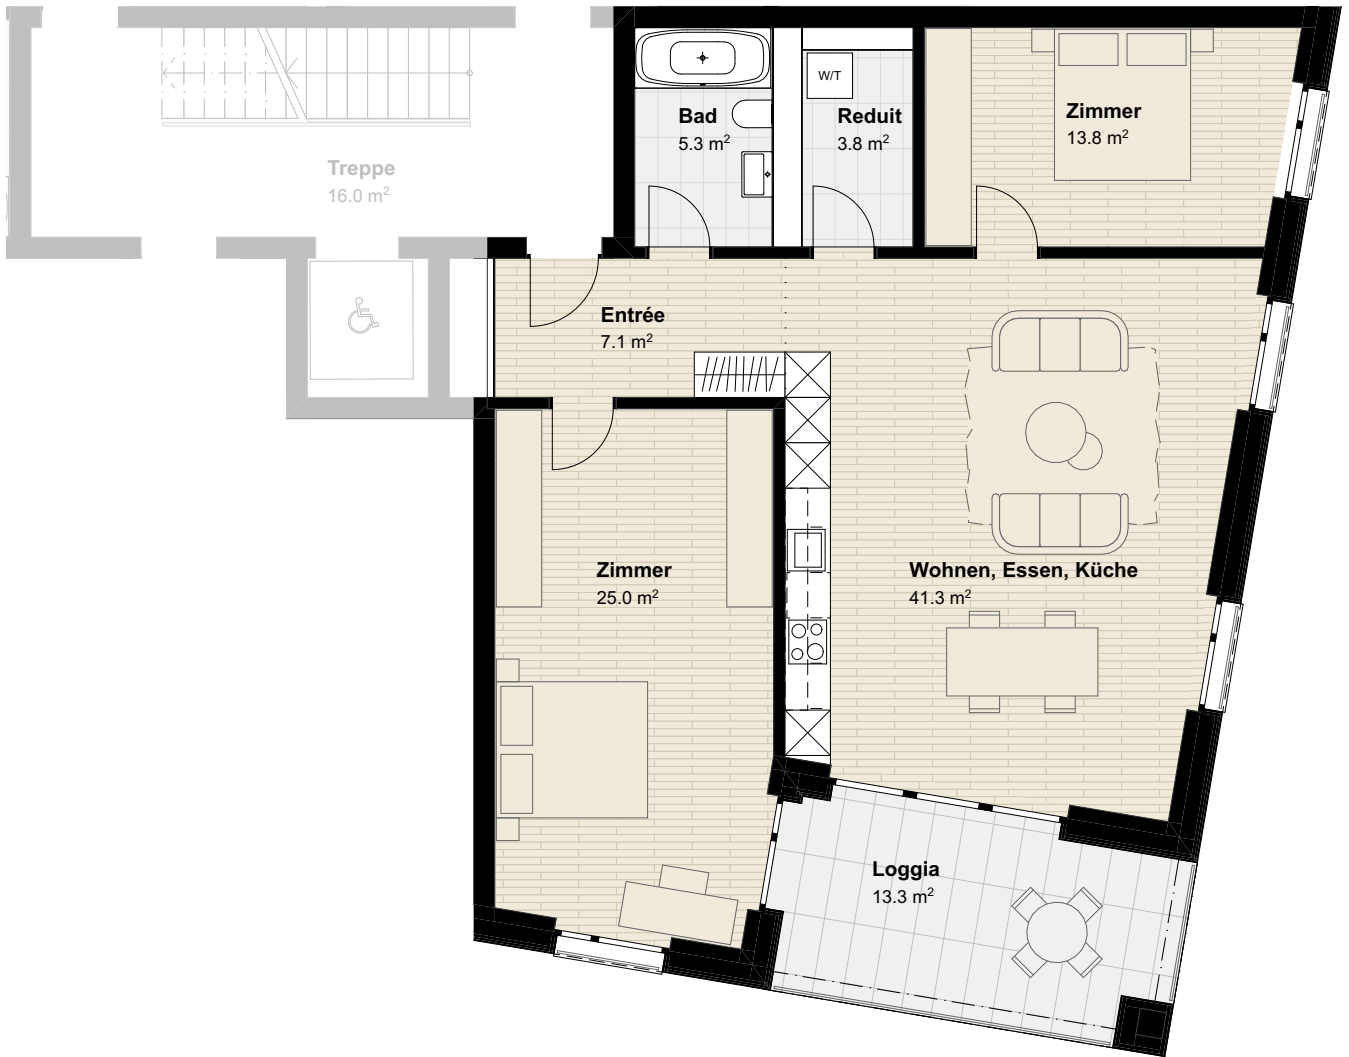 Bad
5.3 m²
W/T
Reduit
3.8 m²
Zimmer
13.8 m²
Treppe
16.0 m²
Entrée
7.1 m²
Zimmer
25.0 m²
Wohnen, Essen, Küche
41.3 m²
Loggia
13.3 m²